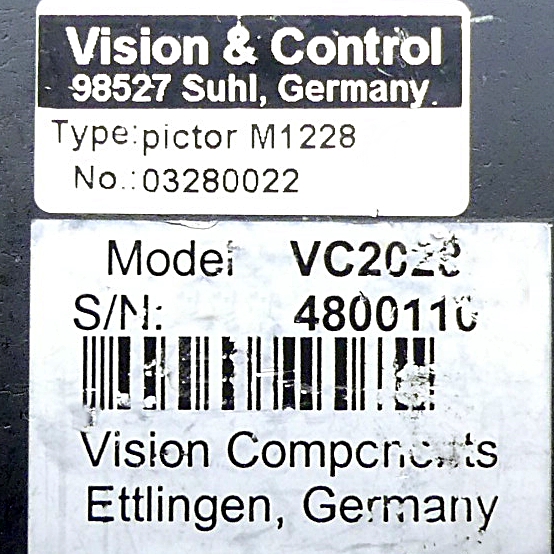 Vision & Control
98527 Suhl, Germany.
Type: pictor M1228
No.: 03280022
Model VC2028
S/N: 4800110
Vision Components
Ettlingen, Germany